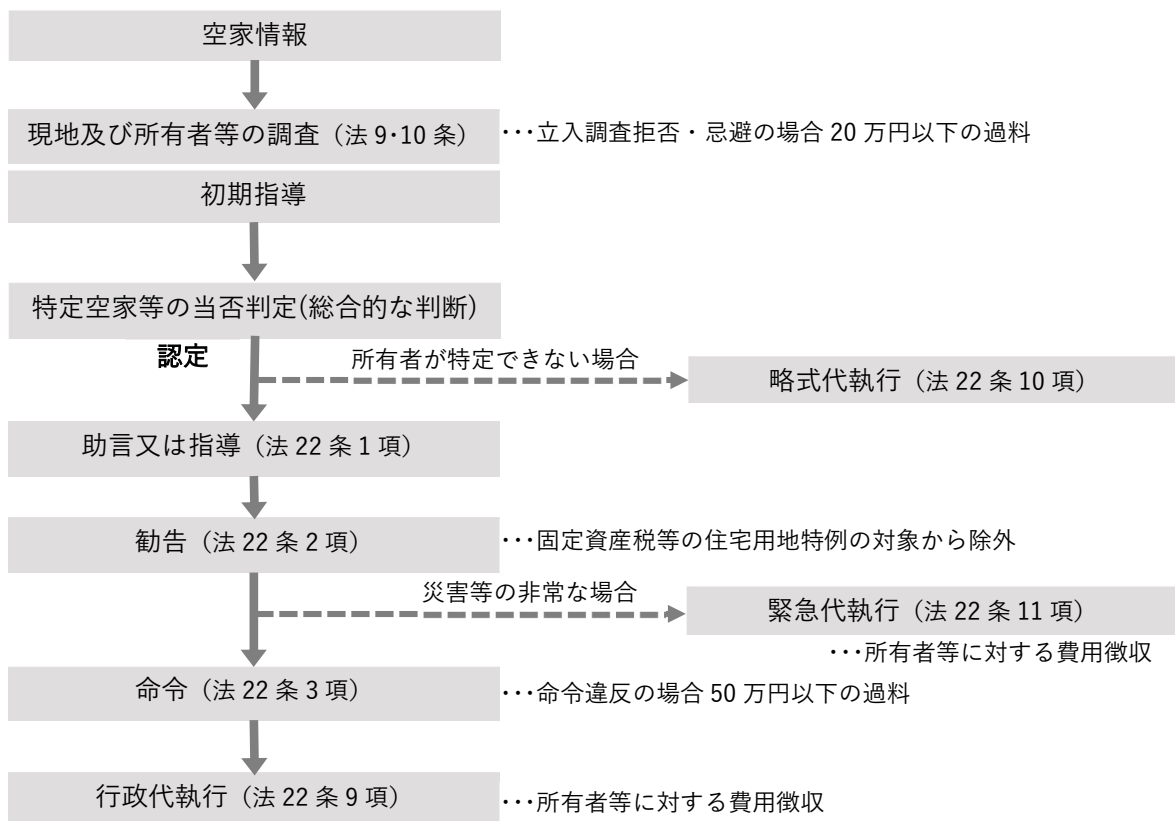 空家情報
現地及び所有者等の調査（法 9･10 条）
･･･立入調査拒否・忌避の場合 20 万円以下の過料
初期指導
特定空家等の当否判定(総合的な判断)
認定
所有者が特定できない場合
略式代執行（法 22 条 10 項）
助言又は指導（法 22 条 1 項）
勧告（法 22 条 2 項）
･･･固定資産税等の住宅用地特例の対象から除外
災害等の非常な場合
緊急代執行（法 22 条 11 項）
･･･所有者等に対する費用徴収
命令（法 22 条 3 項）
･･･命令違反の場合 50 万円以下の過料
行政代執行（法 22 条 9 項）
･･･所有者等に対する費用徴収